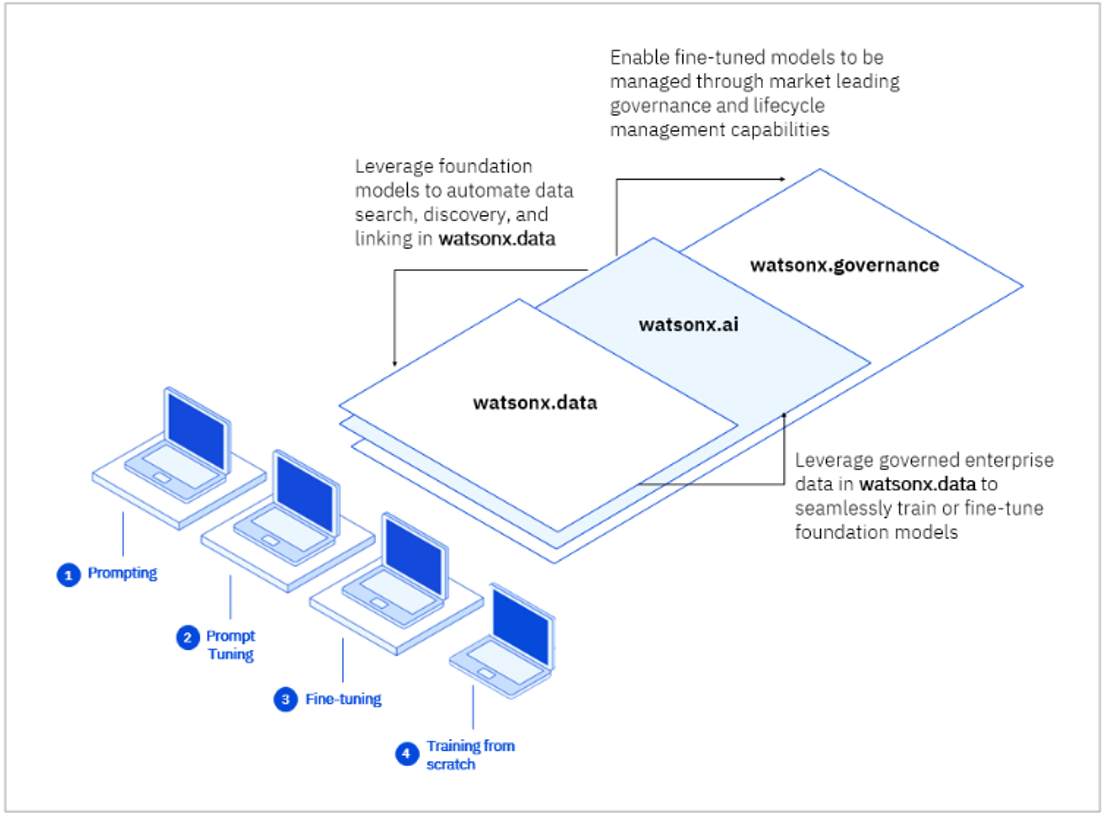 Enable fine-tuned models to be
managed through market leading
governance and lifecycle
management capabilities
Leverage foundation
models to automate data
search, discovery, and
linking in watsonx.data
watsonx.governance
watsonx.ai
watsonx.data
Leverage governed enterprise
data in watsonx.data to
seamlessly train or fine-tune
foundation models
1 Prompting
2 Prompt
Tuning
3 Fine-tuning
4 Training from
scratch